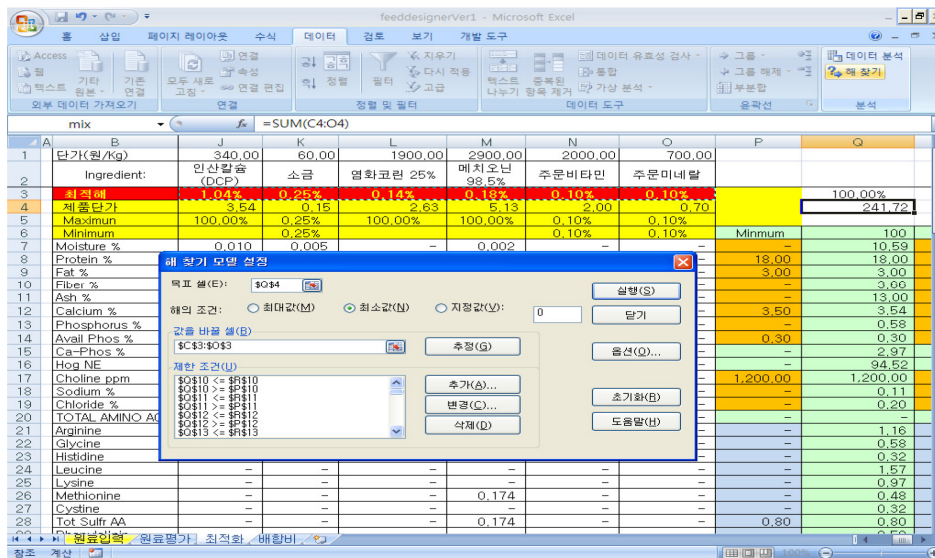 feeddesignerVer1 - Microsoft Excel
홈 삽입 페이지 레이아웃 수식 데이터 검토 보기 개발 도구
Access
웹
텍스트
기타 원본
기존 연결
외부 데이터 가져오기
모두 새로 고침
연결
속성
연결 편집
연결
정렬
필터
지우기
다시 적용
고급
정렬 및 필터
텍스트 나누기
중복된 항목 제거
데이터 유효성 검사
통합
가상 분석
데이터 도구
그룹
그룹 해제
부분합
윤곽선
데이터 분석
해 찾기
분석
mix fx =SUM(C4:O4)
A B J K L M N O P Q
1 단가(원/Kg) 340,00 60,00 1900,00 2900,00 2000,00 700,00
2 Ingredient: 인산칼슘 (DCP) 소금 염화코린 25% 메치오닌 98,5% 주문비타민 주문미네랄
3 최적해 1,04% 0,25% 0,14% 0,18% 0,10% 0,10% 100,00%
4 제품단가 3,54 0,15 2,63 5,13 2,00 0,70 241,72
5 Maximun 100,00% 0,25% 100,00% 100,00% 0,10% 0,10%
6 Minimum 0,25% 0,10% 0,10% Minmum 100
7 Moisture % 0,010 0,005 - 0,002 - - - 10,59
8 Protein % 18,00 18,00
9 Fat % 3,00 3,00
10 Fiber % - 3,66
11 Ash % - 13,00
12 Calcium % 3,50 3,54
13 Phosphorus % - 0,58
14 Avail Phos % 0,30 0,30
15 Ca-Phos % - 2,97
16 Hog NE - 94,52
17 Choline ppm 1,200,00 1,200,00
18 Sodium % - 0,11
19 Chloride % - 0,20
20 TOTAL AMINO AC - -
21 Arginine - 1,16
22 Glycine - 0,58
23 Histidine - 0,32
24 Leucine - - - - - - - 1,57
25 Lysine - - - - - - - 0,97
26 Methionine - - - 0,174 - - - 0,48
27 Cystine - - - - - - - 0,32
28 Tot Sulfr AA - - - 0,174 - - 0,80 0,80
해 찾기 모델 설정
목표 셀(E): $Q$4
실행(S)
해의 조건: 최대값(M) 최소값(N) 지정값(V): 0
닫기
값을 바꿀 셀(B)
$C$3:$O$3
추정(G)
옵션(O)...
제한 조건(U)
$Q$10 <= $R$10
$Q$10 >= $P$10
$Q$11 <= $R$11
$Q$11 >= $P$11
$Q$12 <= $R$12
$Q$12 >= $P$12
$Q$13 <= $R$13
추가(A)...
변경(C)...
삭제(D)
초기화(R)
도움말(H)
원료입력 원료평가 최적화 배합비
참조 계산 100%